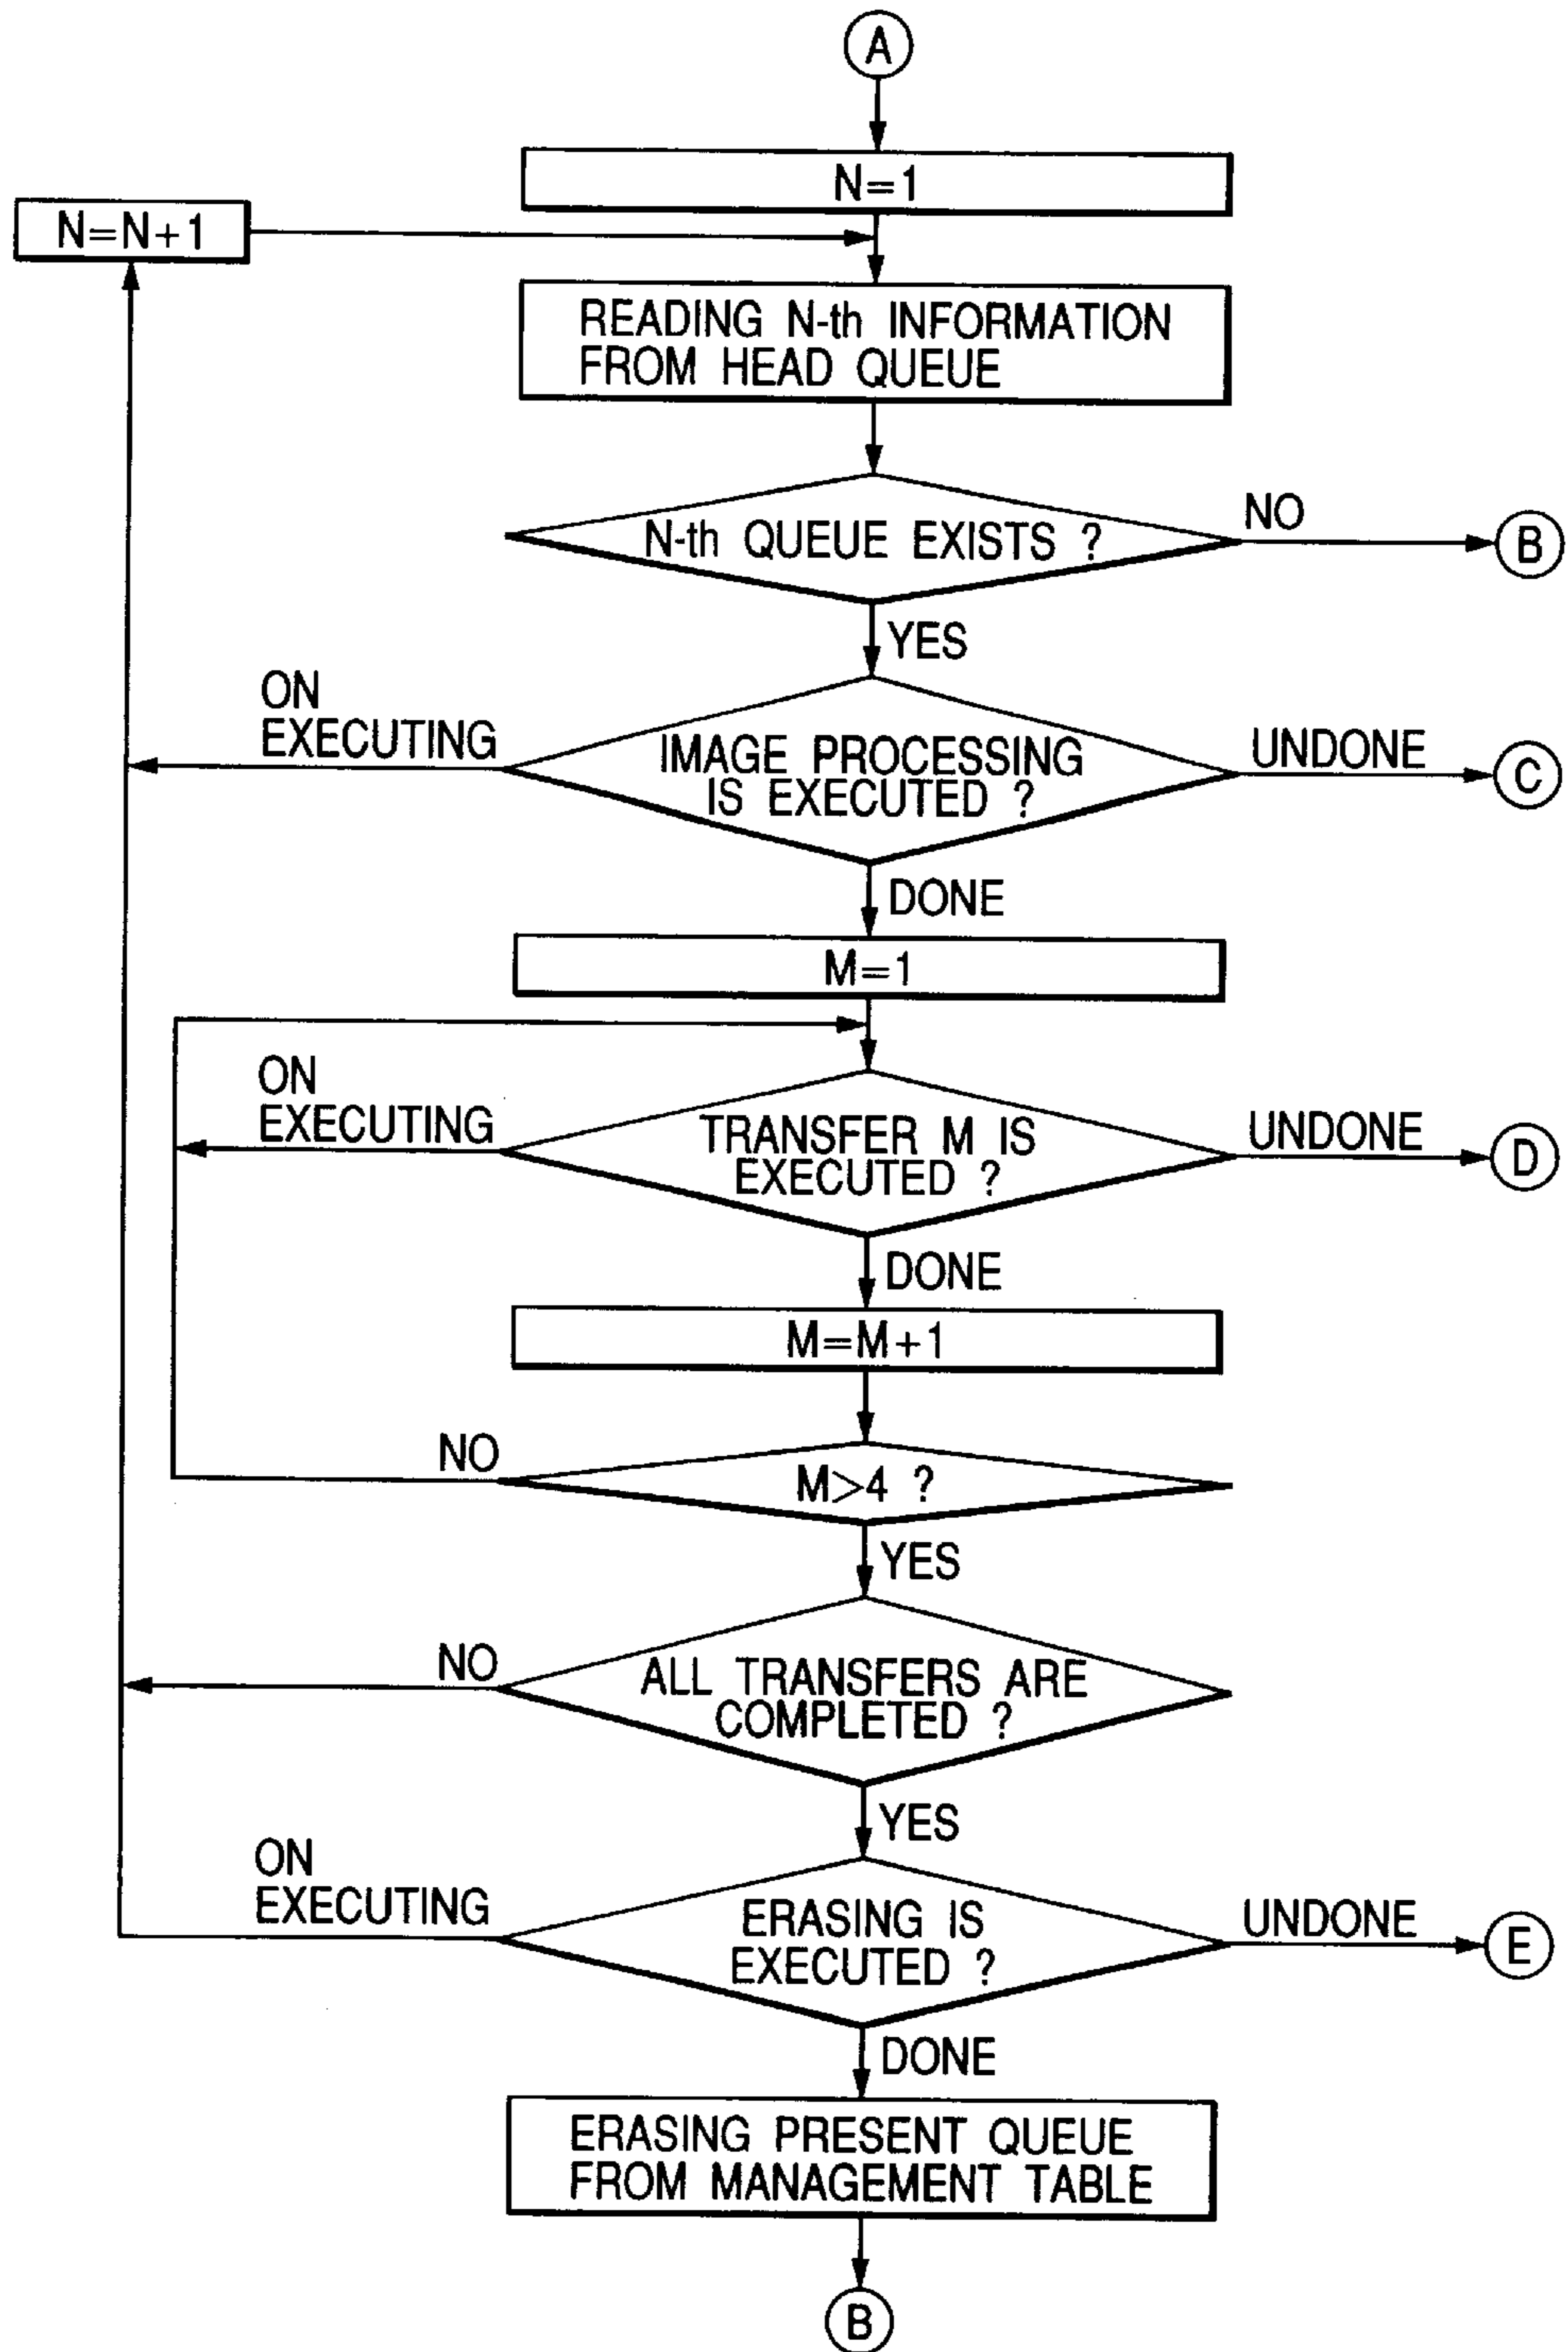 A
N=1
N=N+1
READING N-th INFORMATION
FROM HEAD QUEUE
N-th QUEUE EXISTS ?
NO
B
YES
ON
EXECUTING
IMAGE PROCESSING
IS EXECUTED ?
UNDONE
C
DONE
M=1
ON
EXECUTING
TRANSFER M IS
EXECUTED ?
UNDONE
D
DONE
M=M+1
NO
M>4 ?
YES
NO
ALL TRANSFERS ARE
COMPLETED ?
YES
ON
EXECUTING
ERASING IS
EXECUTED ?
UNDONE
E
DONE
ERASING PRESENT QUEUE
FROM MANAGEMENT TABLE
B